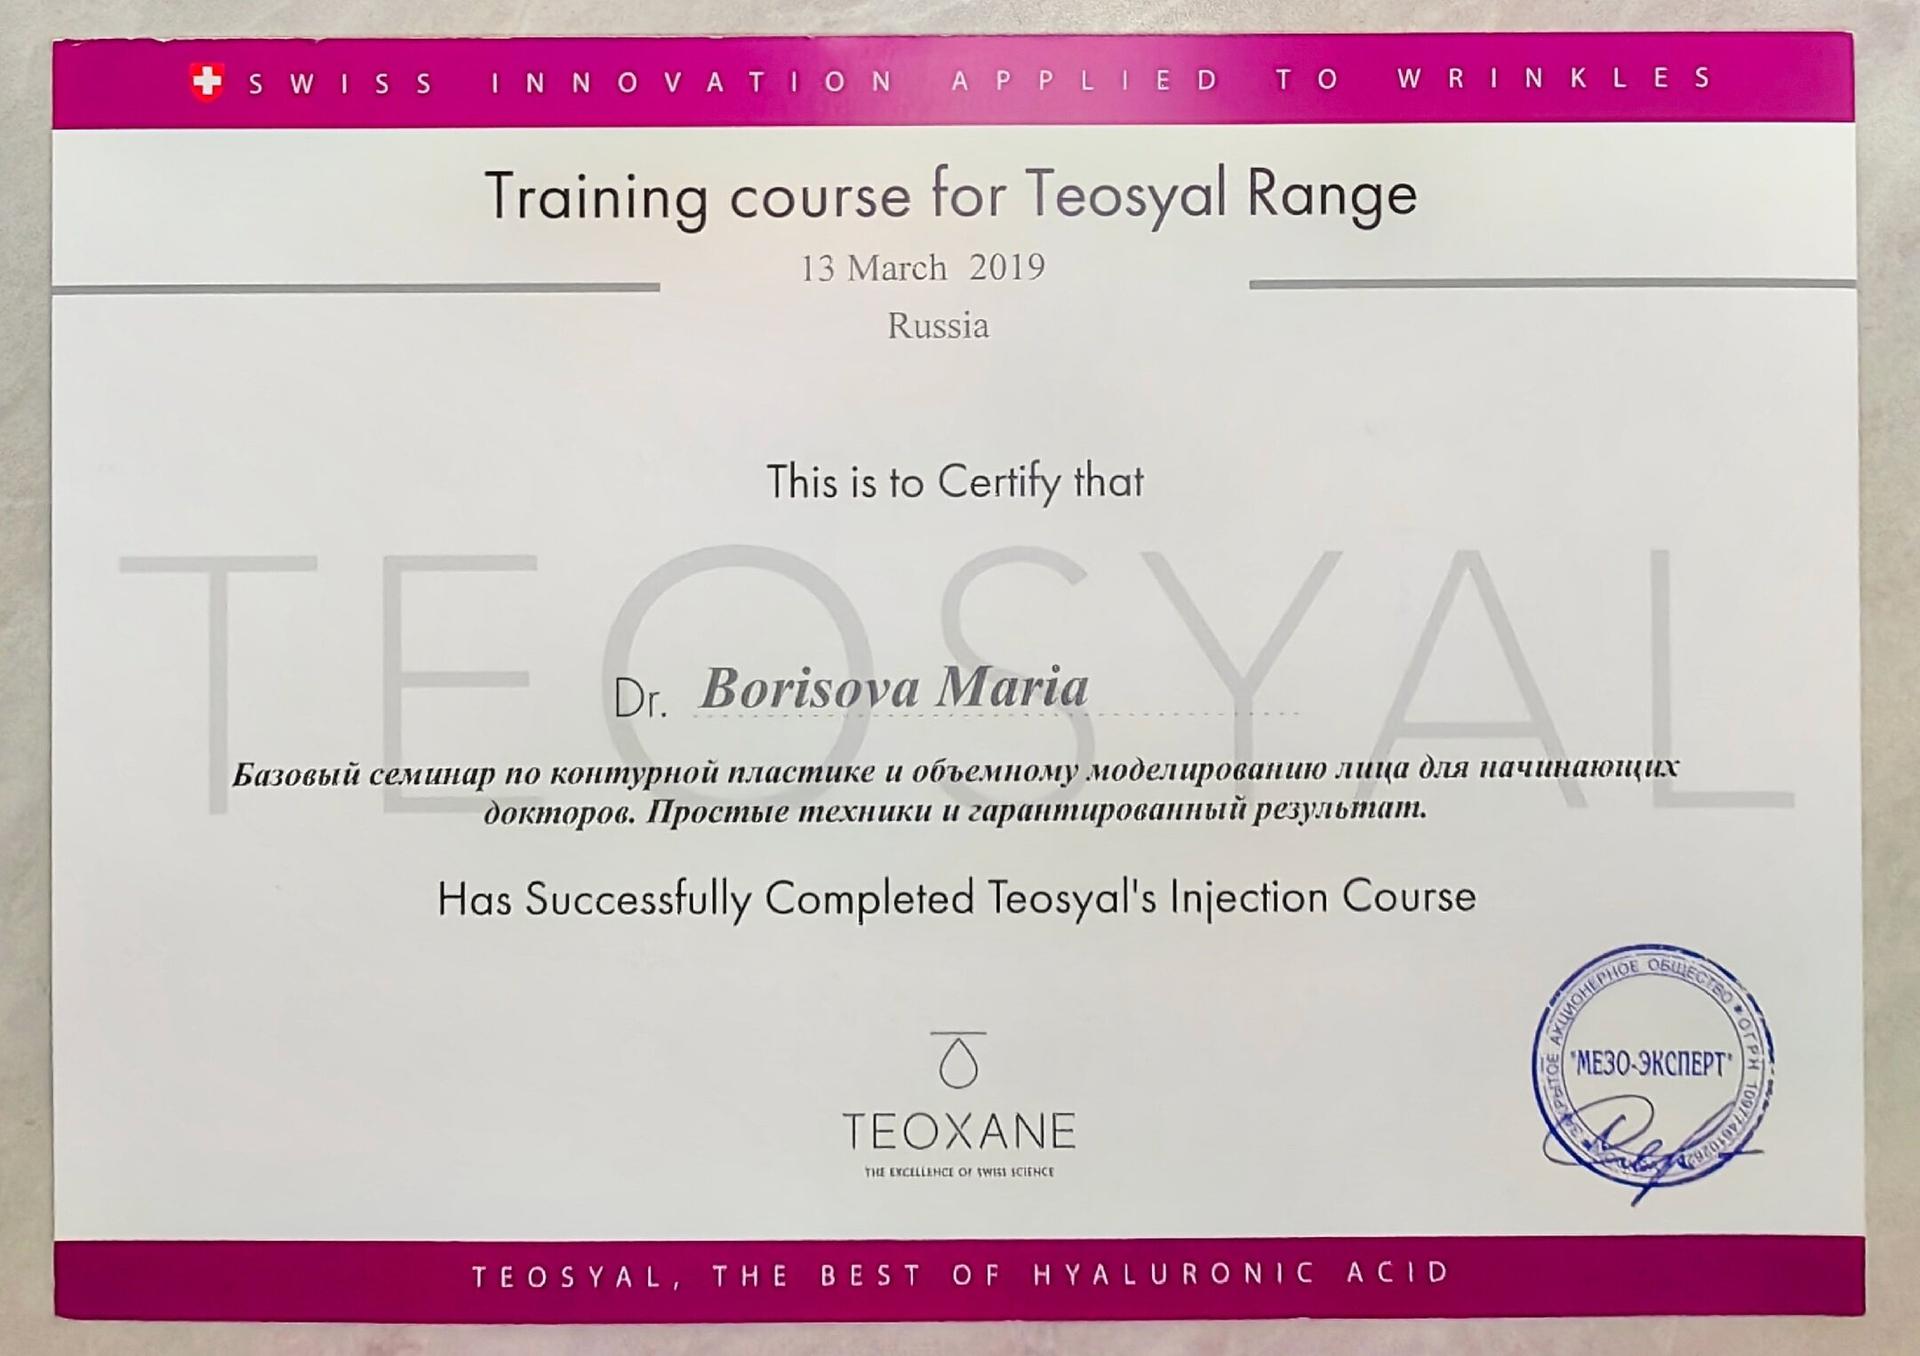 SWISS INNOVATION APPLIED TO WRINKLES
Training course for Teosyal Range
13 March 2019
Russia
This is to Certify that
TEOSYAL
Dr. Borisova Maria
Базовый семинар по контурной пластике и объемному моделированию лица для начинающих
докторов. Простые техники и гарантированный результат.
Has Successfully Completed Teosyal's Injection Course
ЗАКРЫТОЕ АКЦИОНЕРНОЕ ОБЩЕСТВО * ОГРН
"МЕЗО-ЭКСПЕРТ"
TEOXANE
THE EXCELLENCE OF SWISS SCIENCE
TEOSYAL, THE BEST OF HYALURONIC ACID